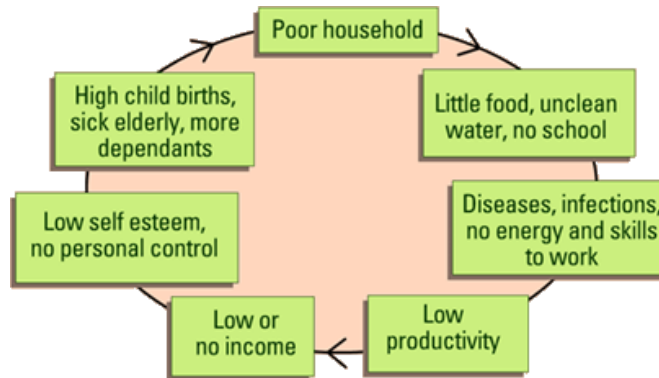 Poor household
Little food, unclean
water, no school
Diseases, infections,
no energy and skills
to work
Low
productivity
Low or
no income
Low self esteem,
no personal control
High child births,
sick elderly, more
dependants